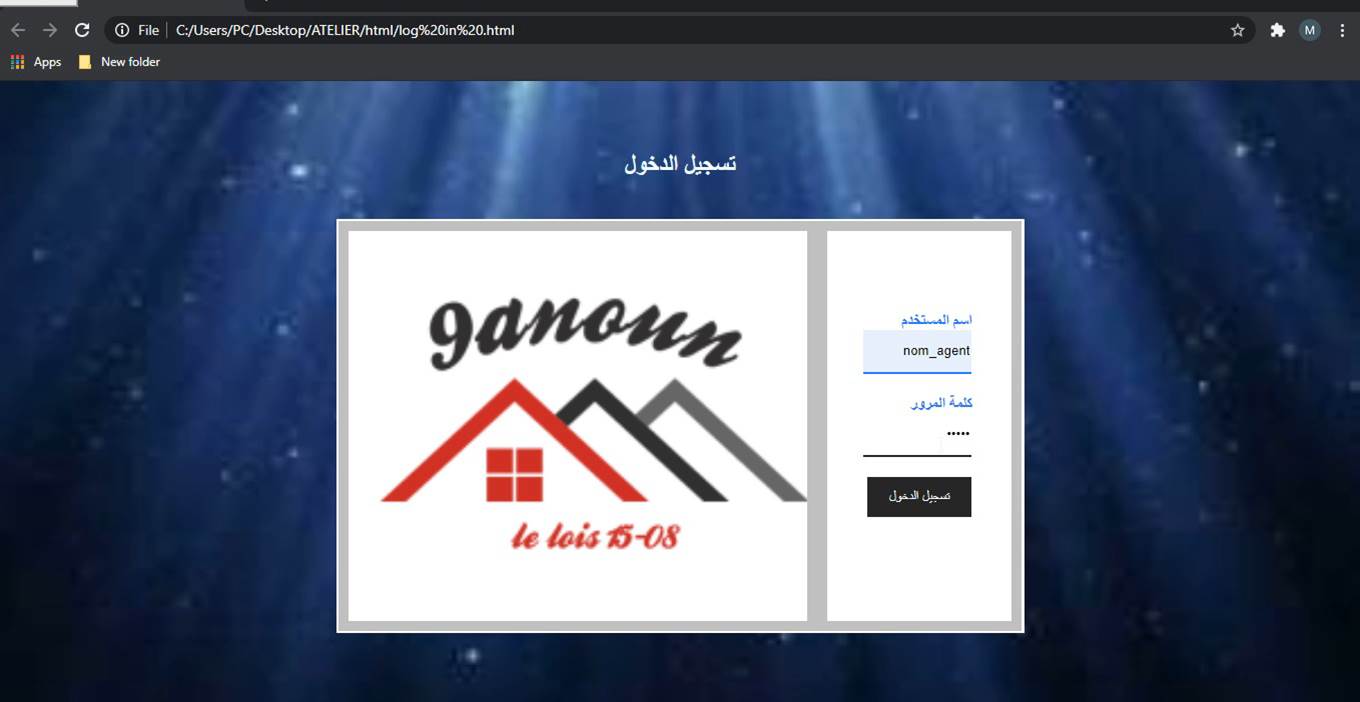 File
C:/Users/PC/Desktop/ATELIER/html/log%20in%20.html
M
Apps
New folder
تسجيل الدخول
9anoun
le lois 15-08
اسم المستخدم
nom_agent
كلمة المرور
•••••
تسجيل الدخول